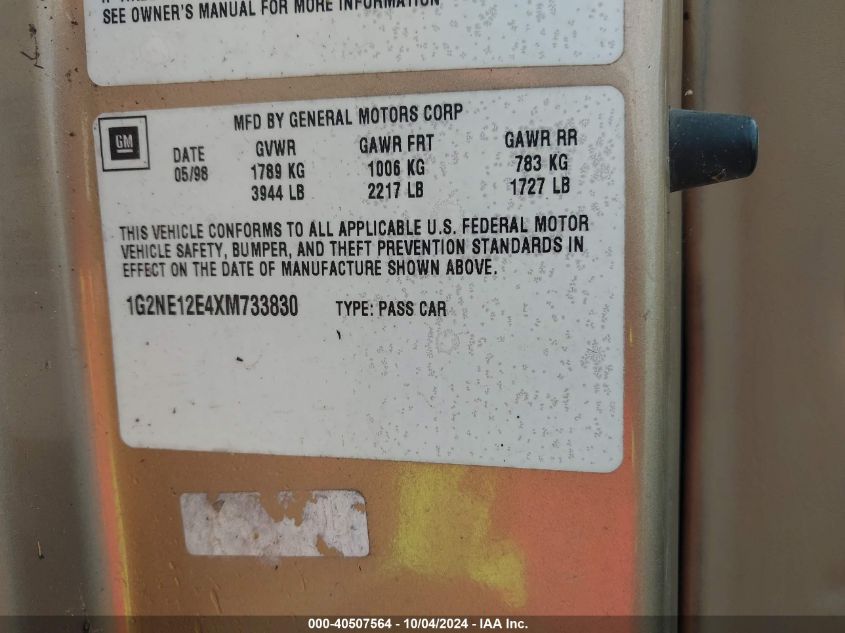 SEE OWNER'S MANUAL FOR MORE INFORMATION
MFD BY GENERAL MOTORS CORP
GM
DATE GVWR GAWR FRT GAWR RR
05/98 1789 KG 1006 KG 783 KG
3944 LB 2217 LB 1727 LB
THIS VEHICLE CONFORMS TO ALL APPLICABLE U.S. FEDERAL MOTOR
VEHICLE SAFETY, BUMPER, AND THEFT PREVENTION STANDARDS IN
EFFECT ON THE DATE OF MANUFACTURE SHOWN ABOVE.
1G2NE12E4XM733830 TYPE: PASS CAR
000-40507564 - 10/04/2024 - IAA Inc.